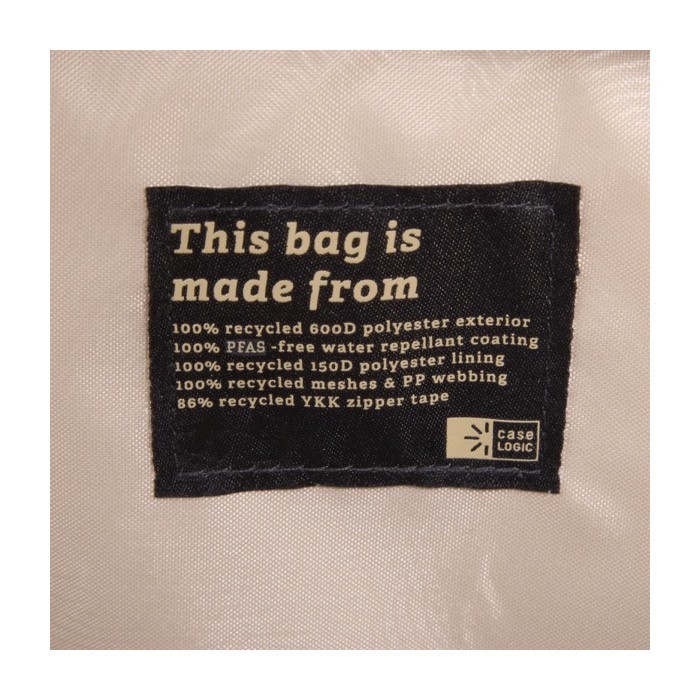 This bag is
made from
100% recycled 600D polyester exterior
100% PFAS -free water repellant coating
100% recycled 150D polyester lining
100% recycled meshes & PP webbing
86% recycled YKK zipper tape
case
LOGIC